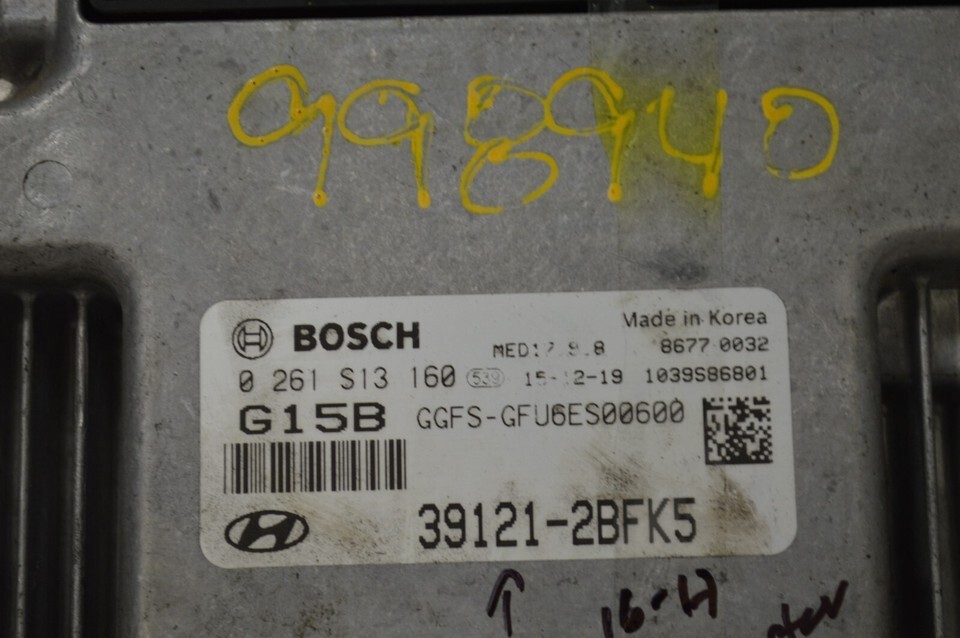 998940
BOSCH
Made in Korea
MED17.9.8
8677 0032
0 261 S13 160 539 15-12-19 1039S86801
G15B GGFS-GFU6ES00600
39121-2BFK5
↑ 16-17